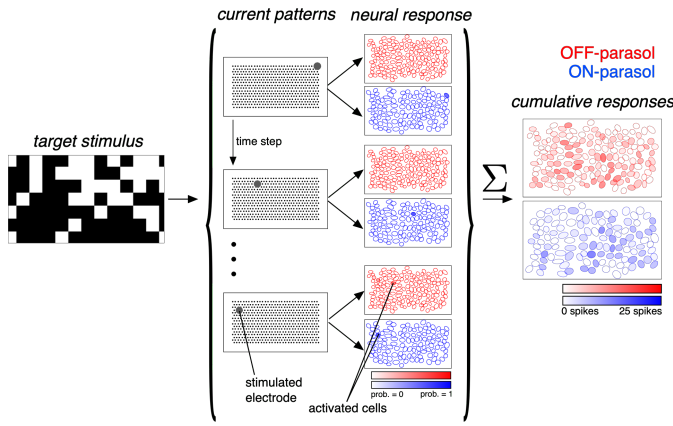 current patterns
neural response
OFF-parasol
ON-parasol
cumulative responses
target stimulus
time step
Σ
0 spikes
25 spikes
stimulated
electrode
activated cells
prob. = 0
prob. = 1